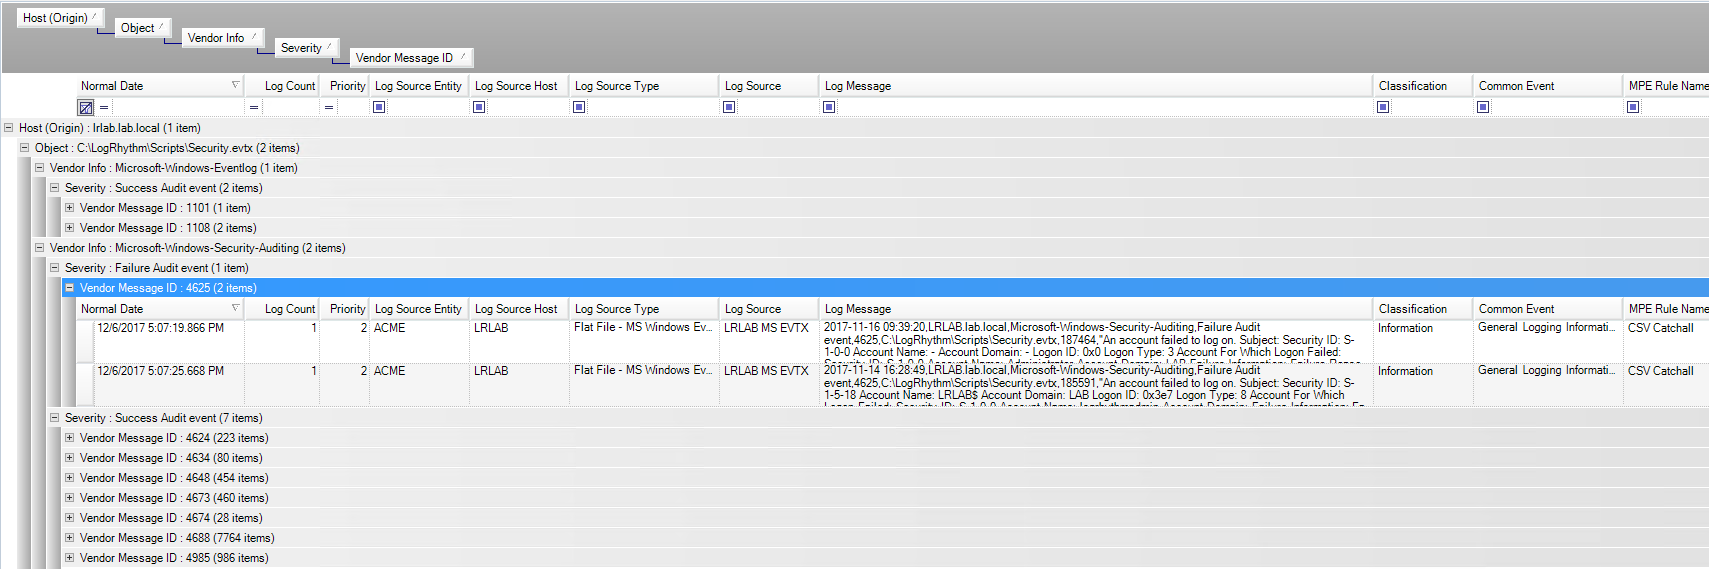 Host (Origin)
Object
Vendor Info
Severity
Vendor Message ID
Normal Date Log Count Priority Log Source Entity Log Source Host Log Source Type Log Source Log Message Classification Common Event MPE Rule Name
= = =
Host (Origin) : lrlab.lab.local (1 item)
Object : C:\LogRhythm\Scripts\Security.evtx (2 items)
Vendor Info : Microsoft-Windows-Eventlog (1 item)
Severity : Success Audit event (2 items)
Vendor Message ID : 1101 (1 item)
Vendor Message ID : 1108 (2 items)
Vendor Info : Microsoft-Windows-Security-Auditing (2 items)
Severity : Failure Audit event (1 item)
Vendor Message ID : 4625 (2 items)
Normal Date Log Count Priority Log Source Entity Log Source Host Log Source Type Log Source Log Message Classification Common Event MPE Rule Name
12/6/2017 5:07:19.866 PM 1 2 ACME LRLAB Flat File - MS Windows Ev... LRLAB MS EVTX 2017-11-16 09:39:20,LRLAB.lab.local,Microsoft-Windows-Security-Auditing,Failure Audit Information General Logging Informati... CSV Catchall
event,4625,C:\LogRhythm\Scripts\Security.evtx,187464,"An account failed to log on. Subject: Security ID: S-
1-0-0 Account Name: - Account Domain: - Logon ID: 0x0 Logon Type: 3 Account For Which Logon Failed:
12/6/2017 5:07:25.668 PM 1 2 ACME LRLAB Flat File - MS Windows Ev... LRLAB MS EVTX 2017-11-14 16:28:49,LRLAB.lab.local,Microsoft-Windows-Security-Auditing,Failure Audit Information General Logging Informati... CSV Catchall
event,4625,C:\LogRhythm\Scripts\Security.evtx,185591,"An account failed to log on. Subject: Security ID: S-
1-5-18 Account Name: LRLAB$ Account Domain: LAB Logon ID: 0x3e7 Logon Type: 8 Account For Which
Severity : Success Audit event (7 items)
Vendor Message ID : 4624 (223 items)
Vendor Message ID : 4634 (80 items)
Vendor Message ID : 4648 (454 items)
Vendor Message ID : 4673 (460 items)
Vendor Message ID : 4674 (28 items)
Vendor Message ID : 4688 (7764 items)
Vendor Message ID : 4985 (986 items)